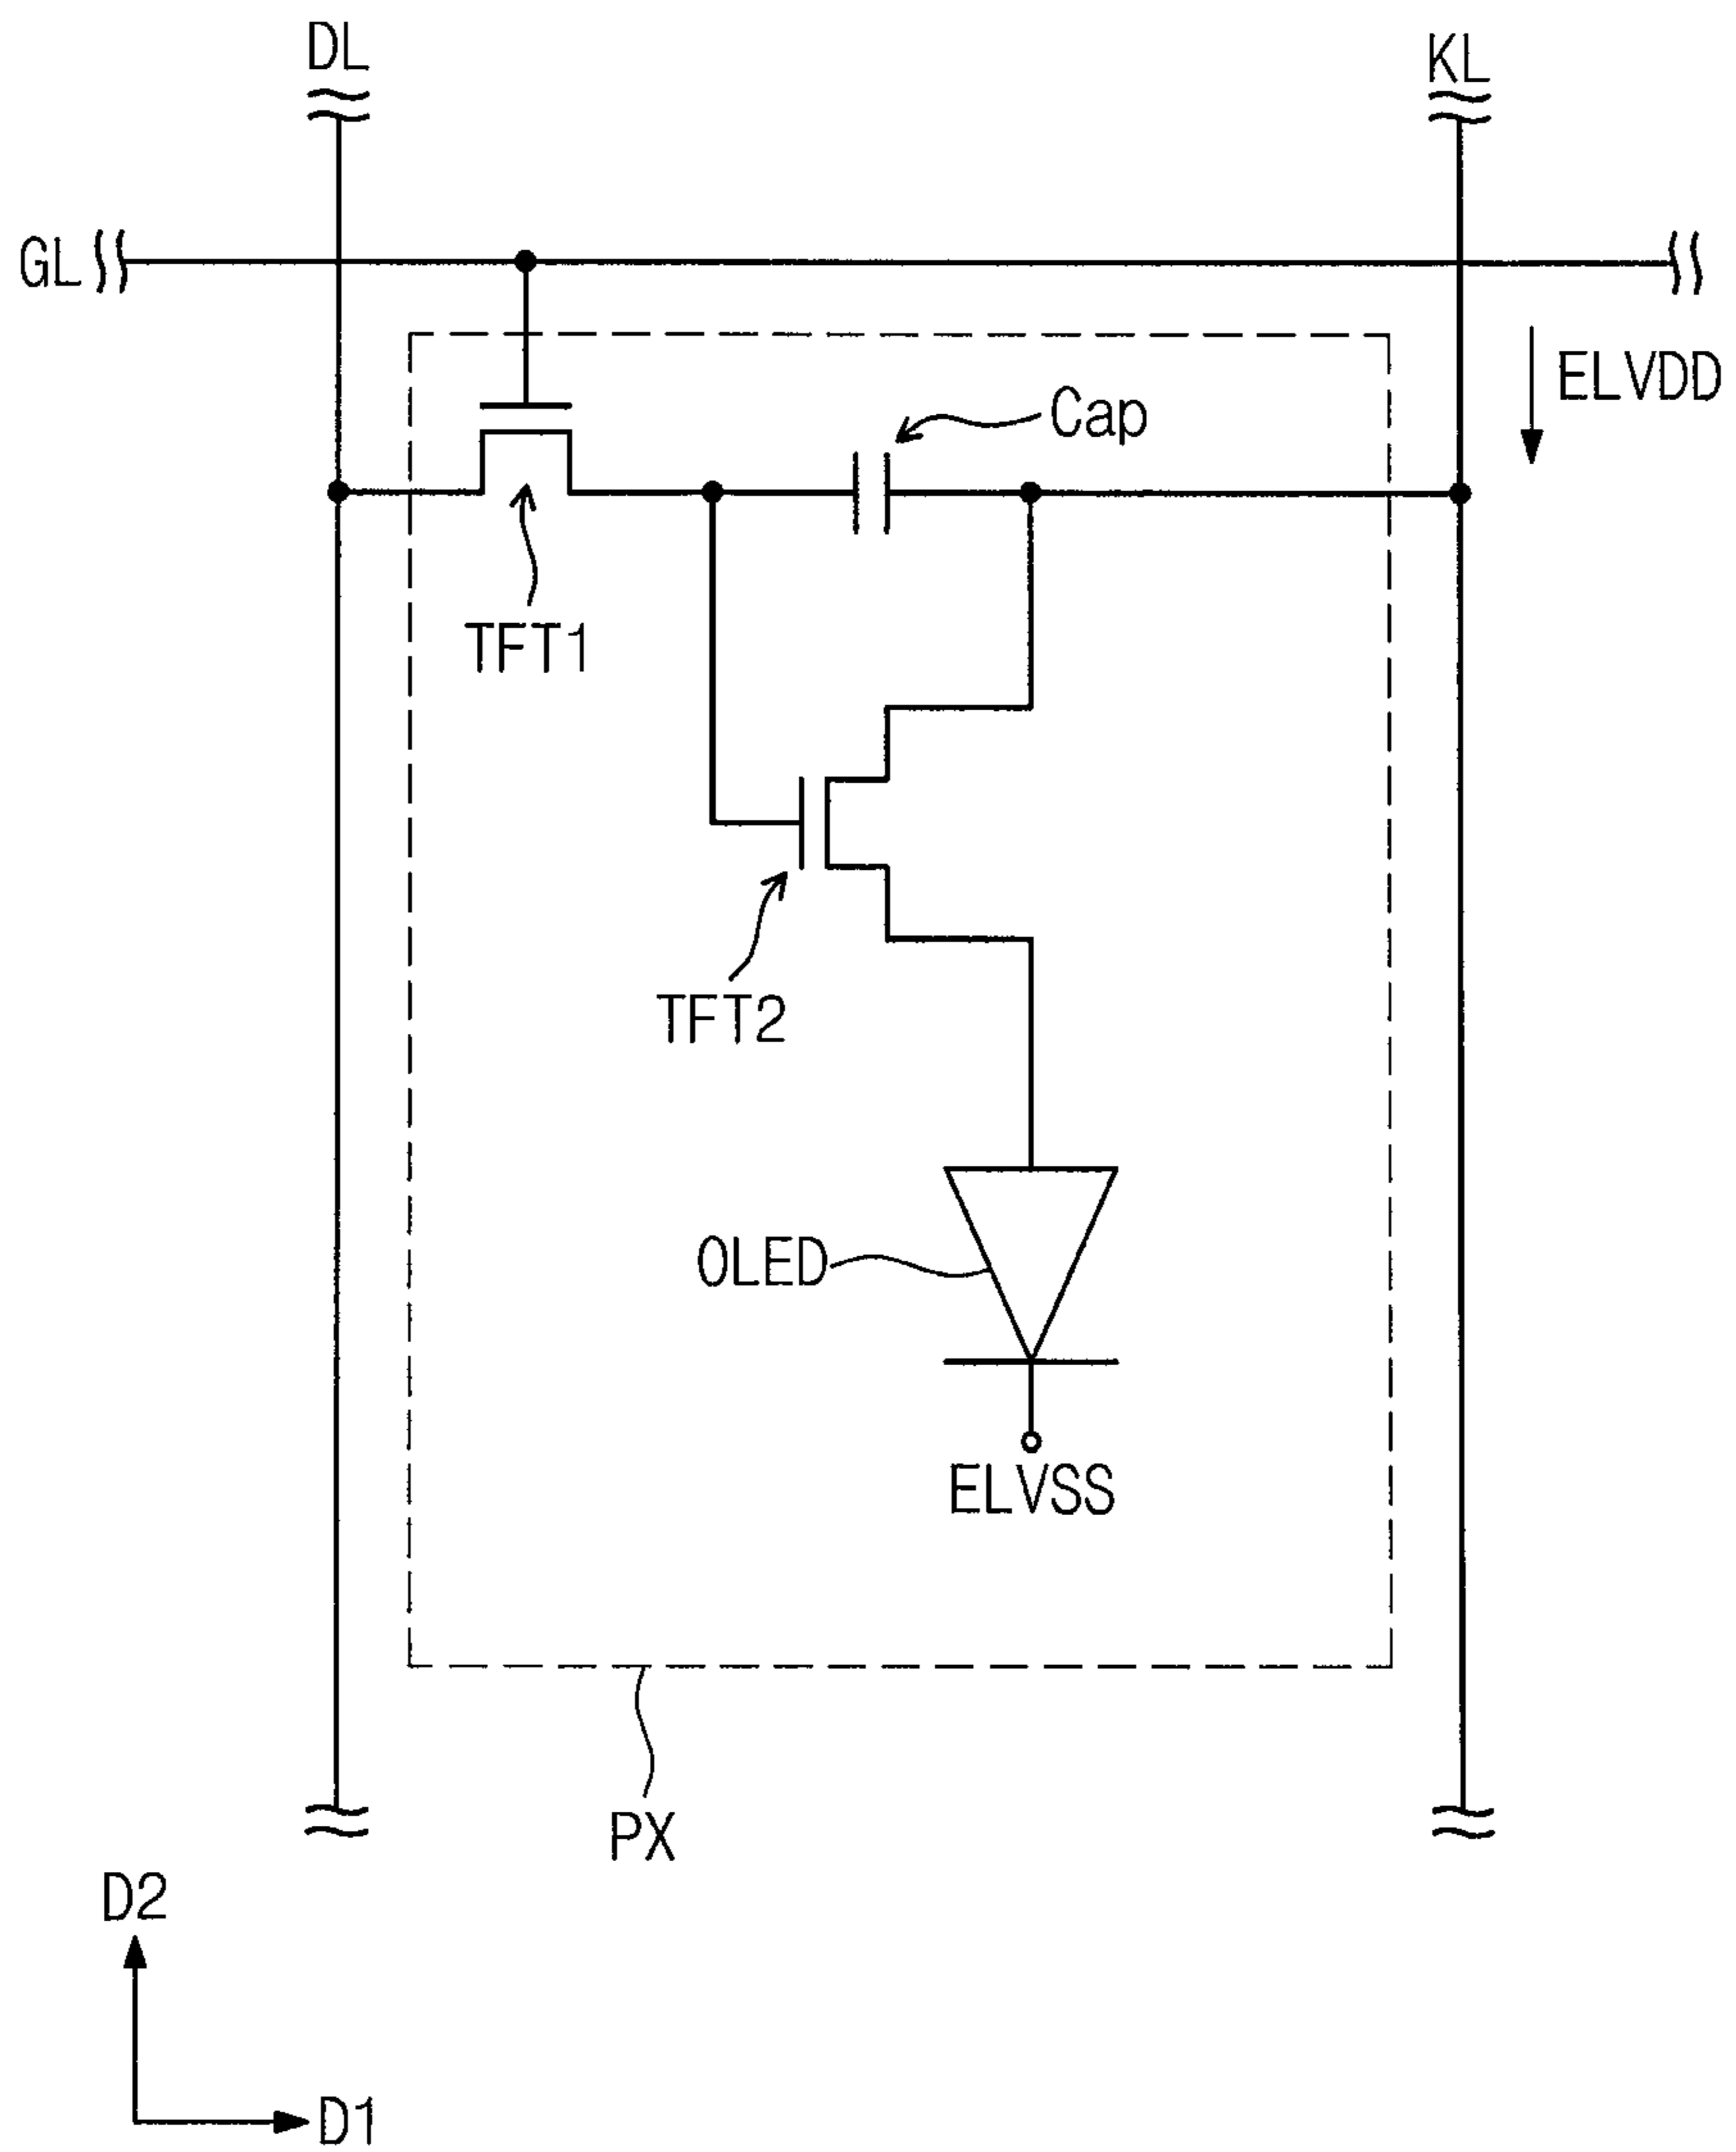 DL
KL
GL
ELVDD
Cap
TFT1
TFT2
OLED
ELVSS
PX
D2
D1